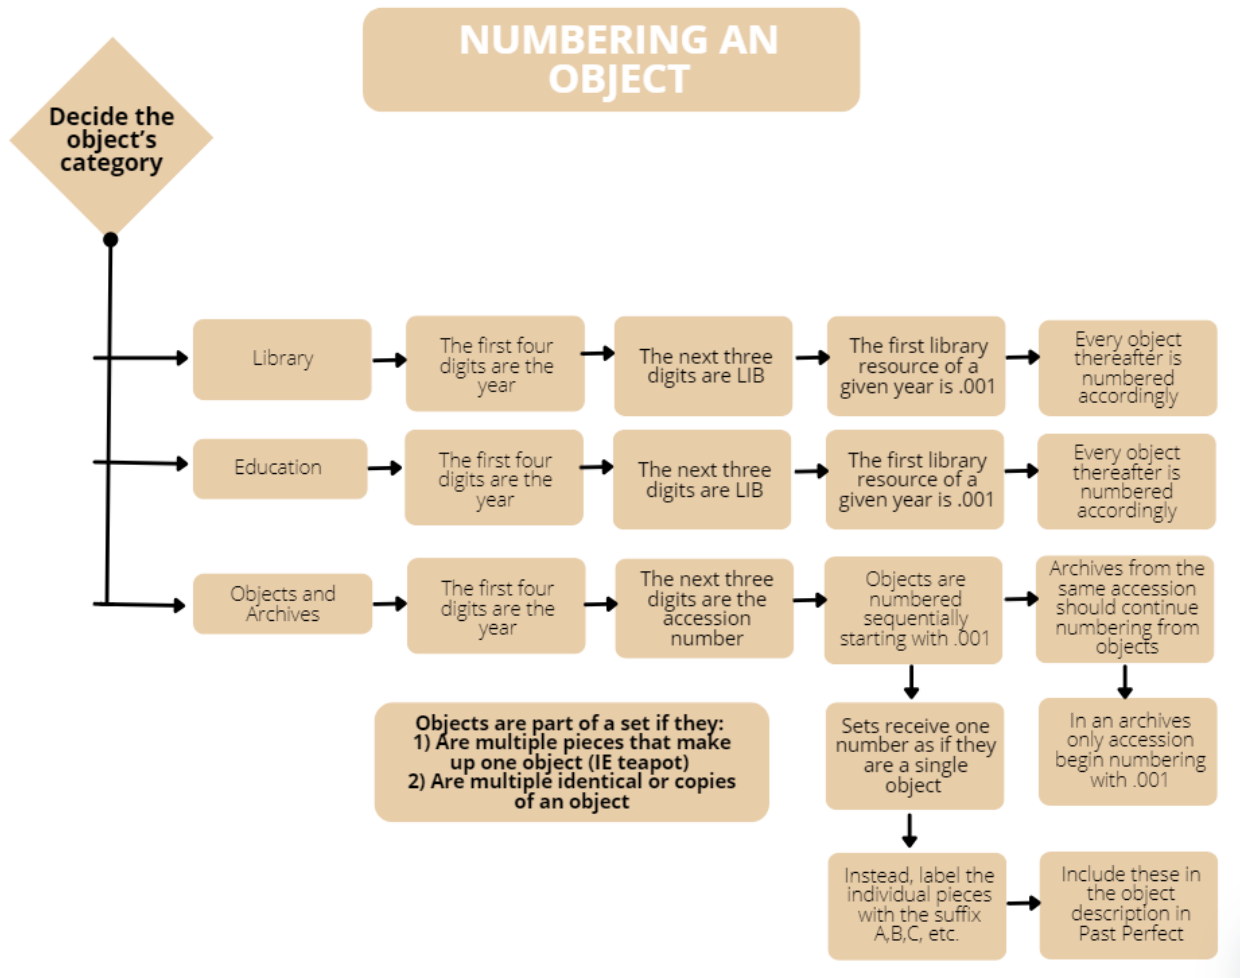 NUMBERING AN
OBJECT
Decide the
object's
category
Library
The first four
digits are the
year
The next three
digits are LIB
The first library
resource of a
given year is .001
Every object
thereafter is
numbered
accordingly
Education
The first four
digits are the
year
The next three
digits are LIB
The first library
resource of a
given year is .001
Every object
thereafter is
numbered
accordingly
Objects and
Archives
The first four
digits are the
year
The next three
digits are the
accession
number
Objects are
numbered
sequentially
starting with .001
Archives from the
same accession
should continue
numbering from
objects
Objects are part of a set if they:
1) Are multiple pieces that make
up one object (IE teapot)
2) Are multiple identical or copies
of an object
Sets receive one
number as if they
are a single
object
In an archives
only accession
begin numbering
with .001
Instead, label the
individual pieces
with the suffix
A,B,C, etc.
Include these in
the object
description in
Past Perfect